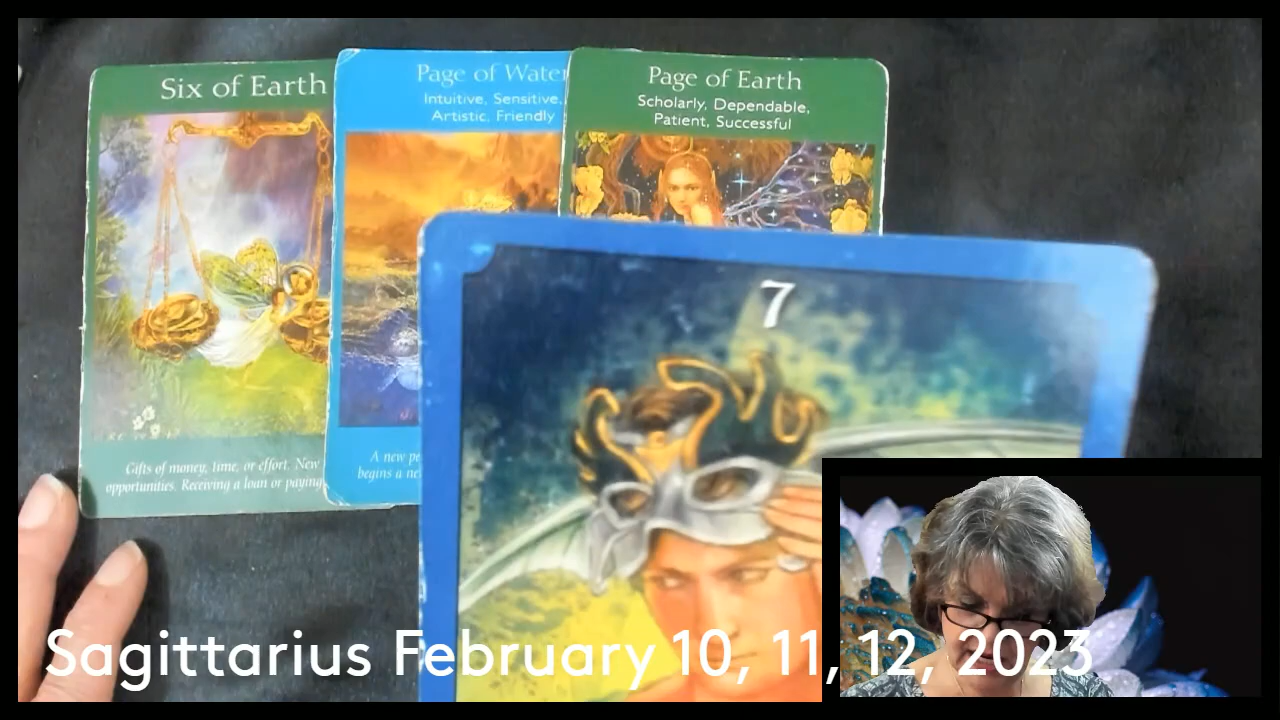 Six of Earth
Page of Water
Page of Earth
Intuitive, Sensitive,
Artistic, Friendly
Scholarly, Dependable,
Patient, Successful
7
Gifts of money, time, or effort. New
opportunities. Receiving a loan or paying
A new
begins a
Sagittarius February 10, 11, 12, 2023